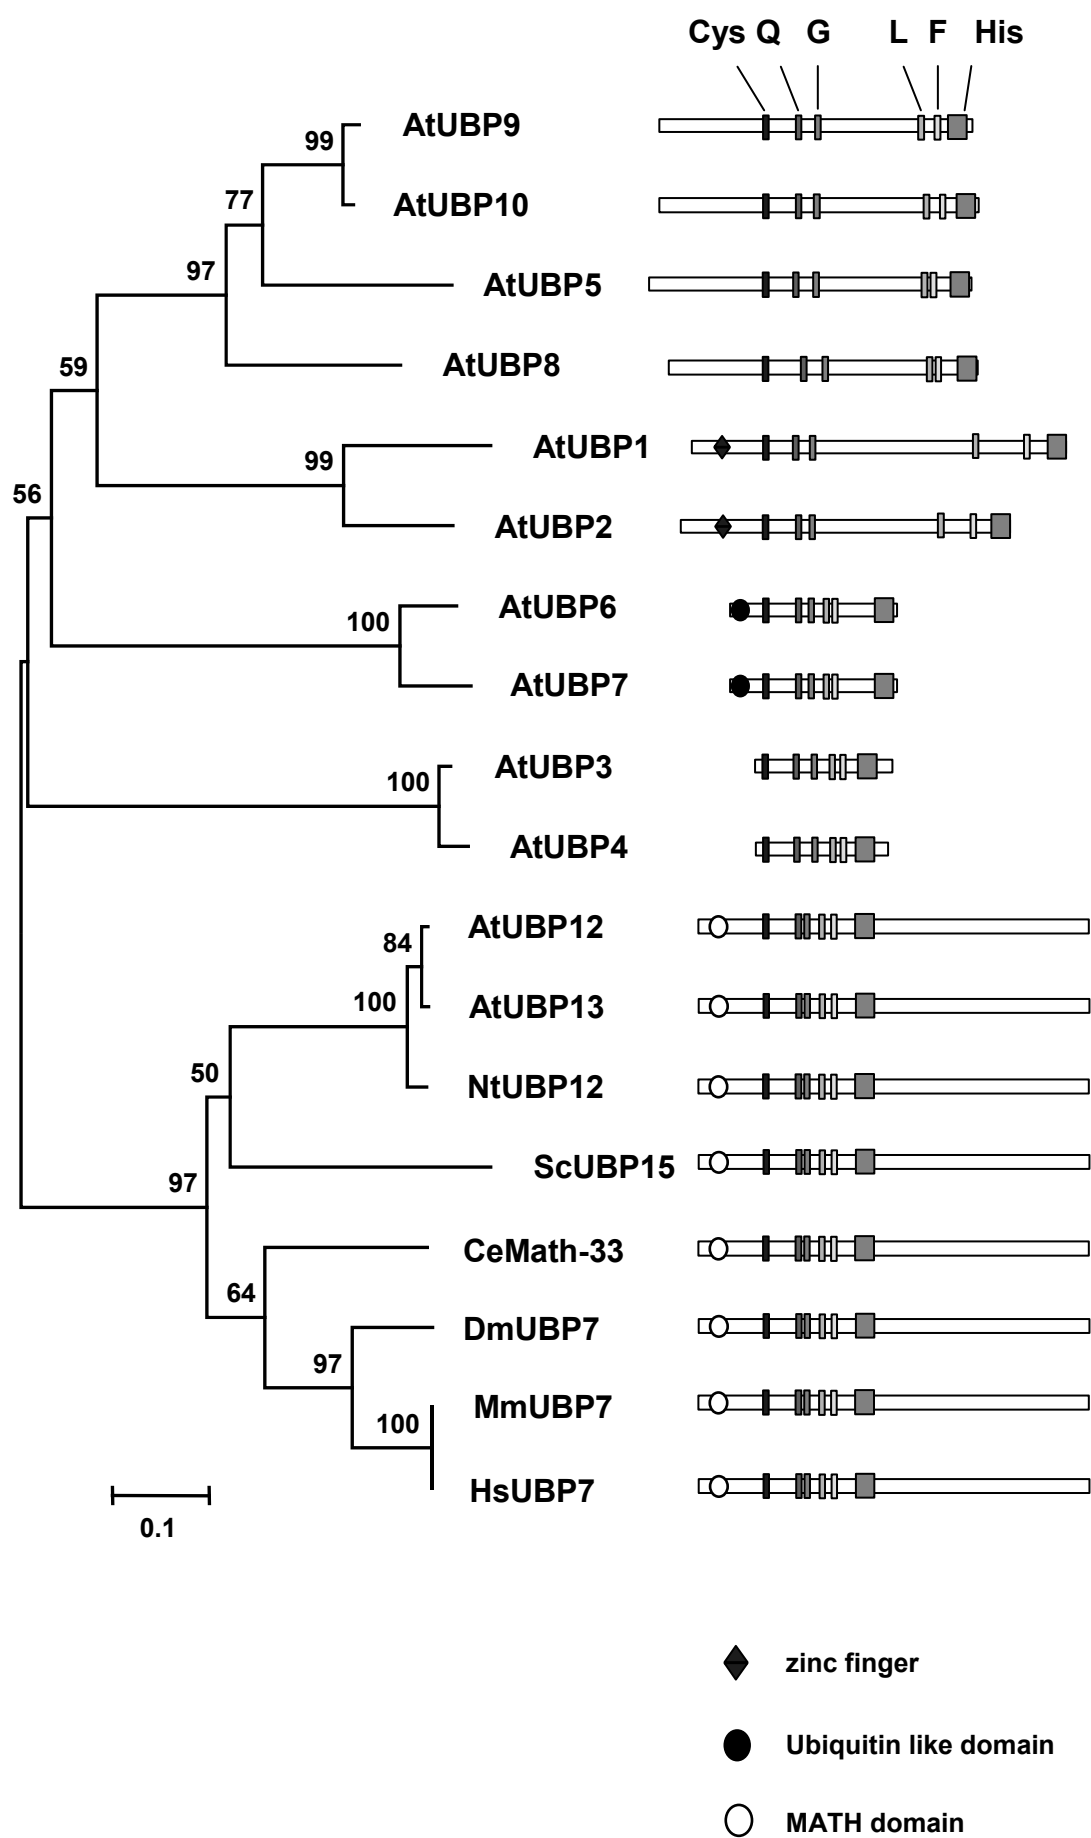 Cys Q G L F His
99 AtUBP9
77 AtUBP10
97 AtUBP5
59 AtUBP8
99 AtUBP1
56 AtUBP2
100 AtUBP6
AtUBP7
100 AtUBP3
AtUBP4
84 AtUBP12
100 AtUBP13
50 NtUBP12
97 ScUBP15
64 CeMath-33
97 DmUBP7
100 MmUBP7
HsUBP7
0.1
zinc finger
Ubiquitin like domain
MATH domain